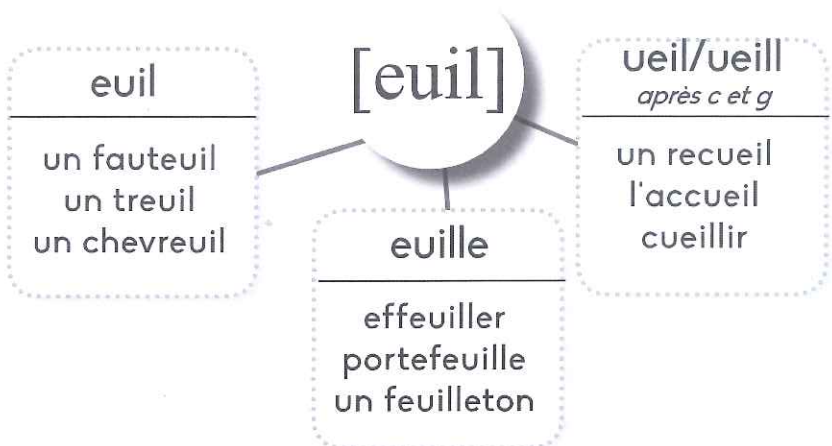 [euil]
euil
un fauteuil
un treuil
un chevreuil
euille
effeuiller
portefeuille
un feuilleton
ueil/ueill
après c et g
un recueil
l'accueil
cueillir